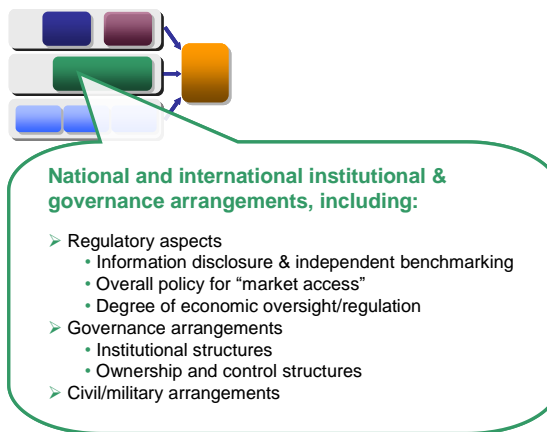 National and international institutional &
governance arrangements, including:
➢ Regulatory aspects
• Information disclosure & independent benchmarking
• Overall policy for “market access”
• Degree of economic oversight/regulation
➢ Governance arrangements
• Institutional structures
• Ownership and control structures
➢ Civil/military arrangements